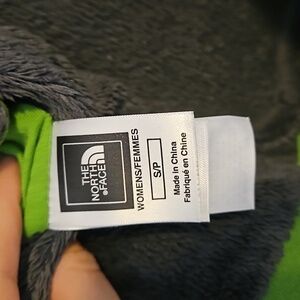 THE
NORTH
FACE
WOMENS/FEMMES
S/P
Made in China
Fabriqué en Chine